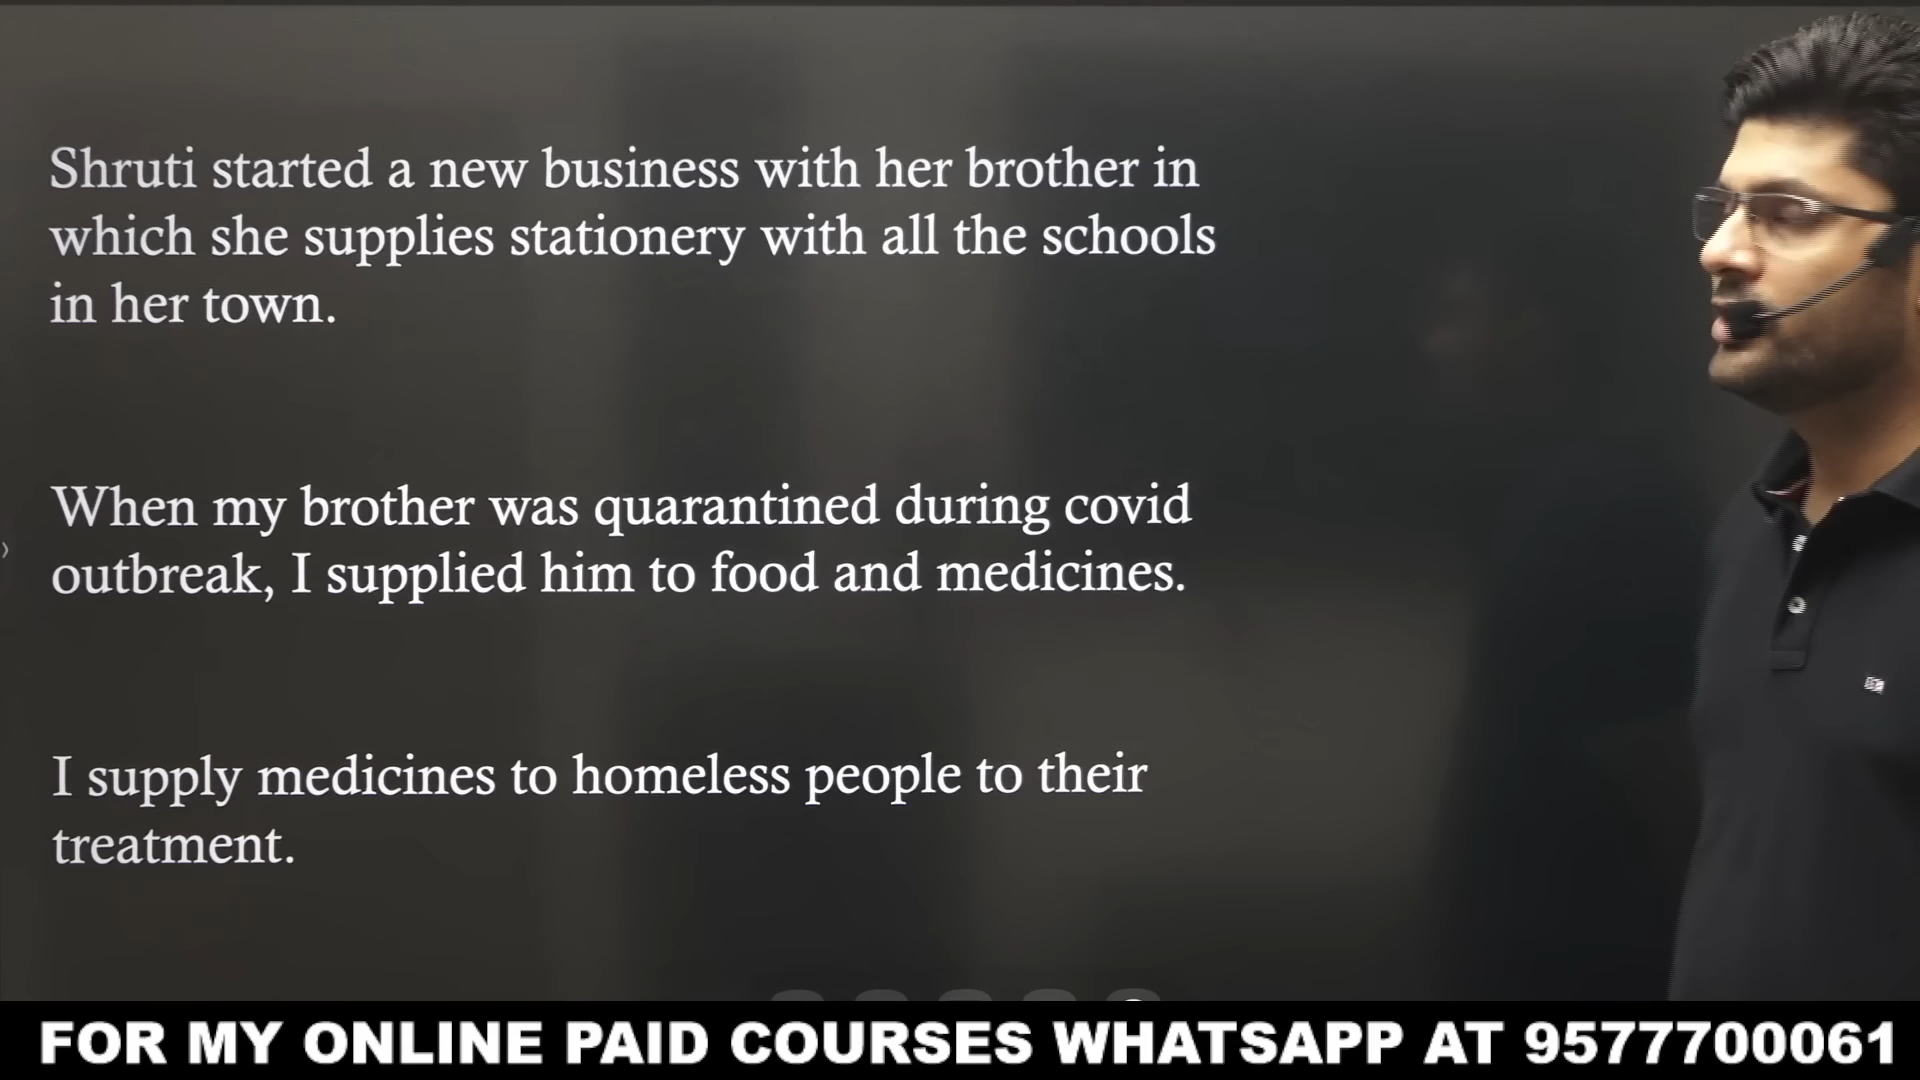 Shruti started a new business with her brother in
which she supplies stationery with all the schools
in her town.
When my brother was quarantined during covid
outbreak, I supplied him to food and medicines.
I supply medicines to homeless people to their
treatment.
FOR MY ONLINE PAID COURSES WHATSAPP AT 9577700061